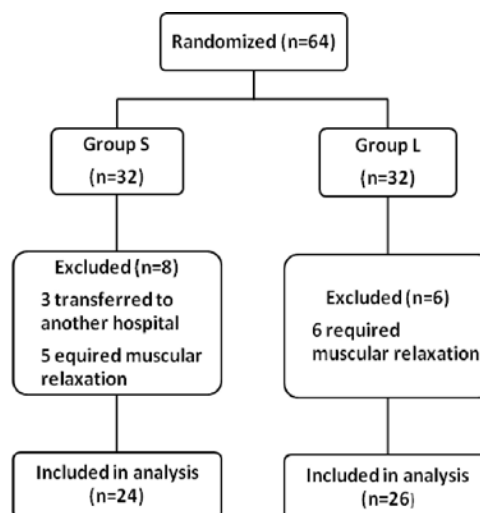 Randomized (n=64)
Group S
(n=32)
Group L
(n=32)
Excluded (n=8)
3 transferred to
another hospital
5 equired muscular
relaxation
Excluded (n=6)
6 required
muscular relaxation
Included in analysis
(n=24)
Included in analysis
(n=26)